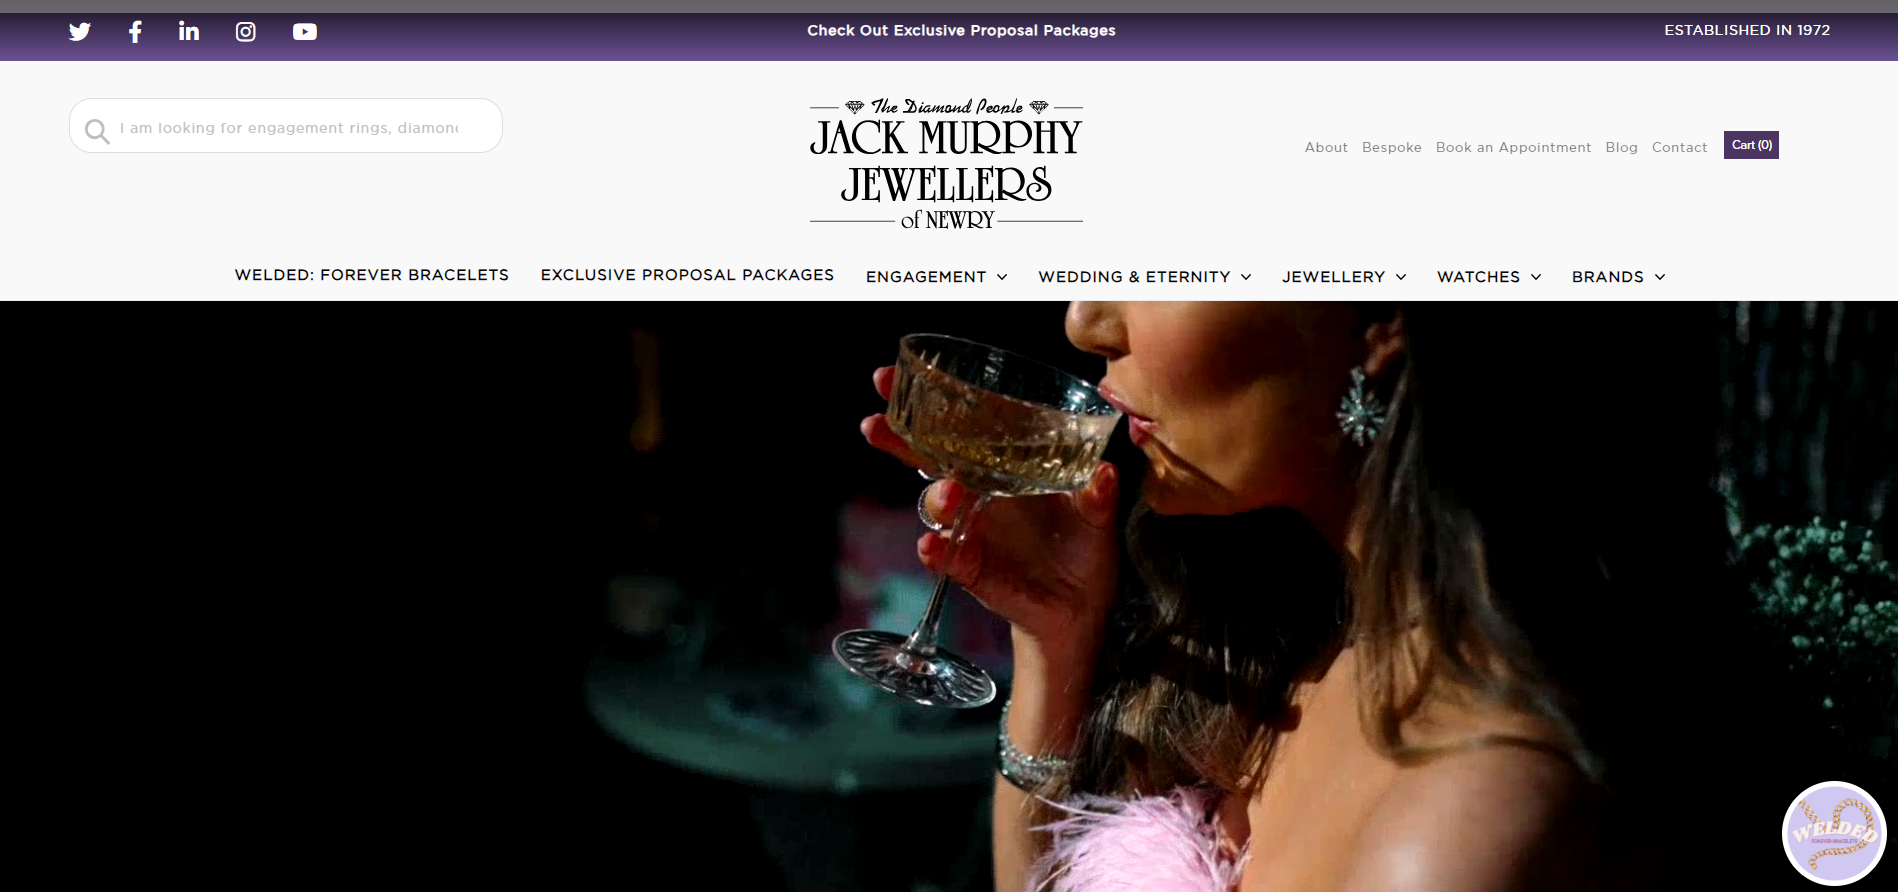 Check Out Exclusive Proposal Packages
ESTABLISHED IN 1972
I am looking for engagement rings, diamond
The Diamond People
JACK MURPHY
JEWELLERS
of NEWRY
About Bespoke Book an Appointment Blog Contact Cart (0)
WELDED: FOREVER BRACELETS EXCLUSIVE PROPOSAL PACKAGES ENGAGEMENT WEDDING & ETERNITY JEWELLERY WATCHES BRANDS
WELDED
FOREVER BRACELETS